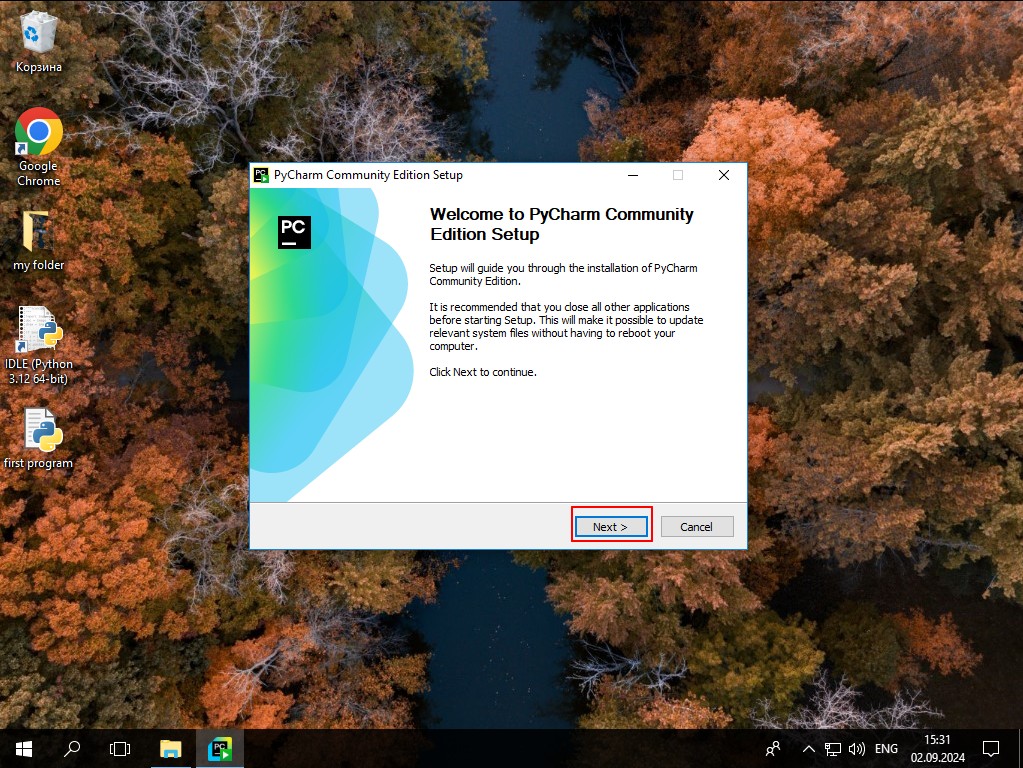 Корзина
Google
Chrome
my folder
IDLE (Python
3.12 64-bit)
first program
PC
PyCharm Community Edition Setup
PC
Welcome to PyCharm Community
Edition Setup
Setup will guide you through the installation of PyCharm
Community Edition.
It is recommended that you close all other applications
before starting Setup. This will make it possible to update
relevant system files without having to reboot your
computer.
Click Next to continue.
Next >
Cancel
PC
ENG
15:31
02.09.2024